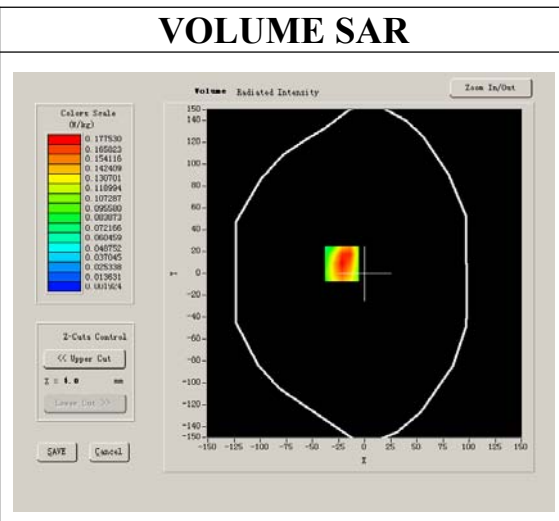 VOLUME SAR
Volume Radiated Intensity
Zoom In/Out
Colors Scale
(W/kg)
0.177530
0.165823
0.154116
0.142409
0.130701
0.118994
0.107287
0.095580
0.083873
0.072166
0.060459
0.048752
0.037045
0.025338
0.013631
0.001924
Z-Cuts Control
<< Upper Cut
Z = 4.0 mm
Lower Cut >>
SAVE
Cancel
150
140
120
100
80
60
40
20
0
-20
-40
-60
-80
-100
-120
-140
-150
Y
-150 -125 -100 -75 -50 -25 0 25 50 75 100 125 150
X